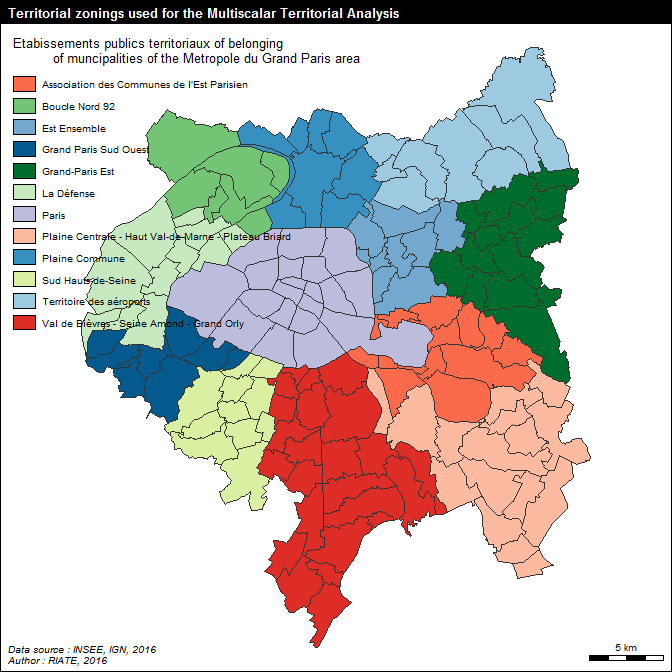 Territorial zonings used for the Multiscalar Territorial Analysis
Etabissements publics territoriaux of belonging
of muncipalities of the Metropole du Grand Paris area
Association des Communes de l'Est Parisien
Boucle Nord 92
Est Ensemble
Grand Paris Sud Ouest
Grand-Paris Est
La Défense
Paris
Plaine Centrale - Haut Val-de-Marne - Plateau Briard
Plaine Commune
Sud Hauts-de-Seine
Territoire des aéroports
Val de Bièvres - Seine Amond - Grand Orly
Data source : INSEE, IGN, 2016
Author : RIATE, 2016
5 km